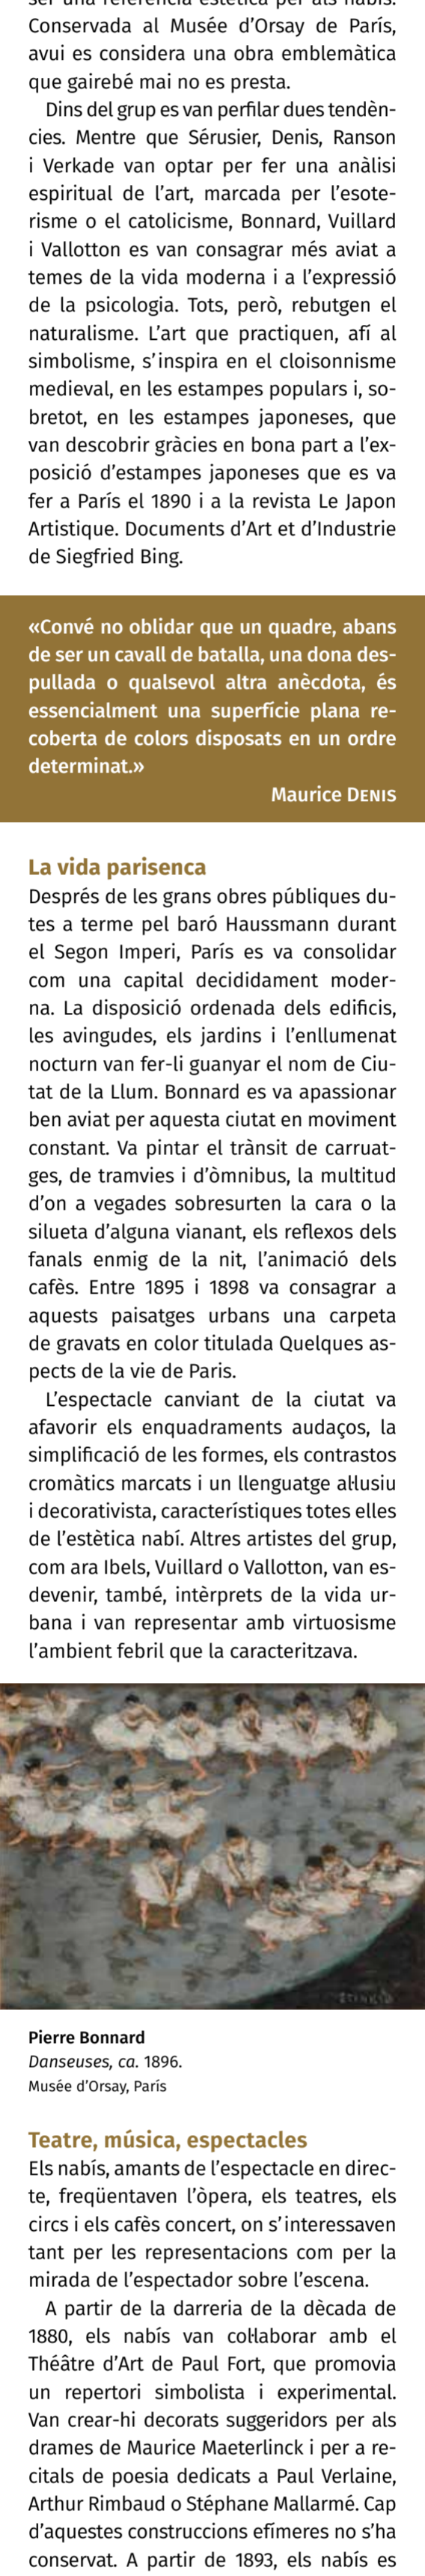 ser una referència estètica per als nabís.
Conservada al Musée d’Orsay de París,
avui es considera una obra emblemàtica
que gairebé mai no es presta.
Dins del grup es van perfilar dues tendèn-
cies. Mentre que Sérusier, Denis, Ranson
i Verkade van optar per fer una anàlisi
espiritual de l’art, marcada per l’esote-
risme o el catolicisme, Bonnard, Vuillard
i Vallotton es van consagrar més aviat a
temes de la vida moderna i a l’expressió
de la psicologia. Tots, però, rebutgen el
naturalisme. L’art que practiquen, afí al
simbolisme, s’inspira en el cloisonnisme
medieval, en les estampes populars i, so-
bretot, en les estampes japoneses, que
van descobrir gràcies en bona part a l’ex-
posició d’estampes japoneses que es va
fer a París el 1890 i a la revista Le Japon
Artistique. Documents d’Art et d’Industrie
de Siegfried Bing.
«Convé no oblidar que un quadre, abans
de ser un cavall de batalla, una dona des-
pullada o qualsevol altra anècdota, és
essencialment una superfície plana re-
coberta de colors disposats en un ordre
determinat.»
Maurice DENIS
La vida parisenca
Després de les grans obres públiques du-
tes a terme pel baró Haussmann durant
el Segon Imperi, París es va consolidar
com una capital decididament moder-
na. La disposició ordenada dels edificis,
les avingudes, els jardins i l’enllumenat
nocturn van fer-li guanyar el nom de Ciu-
tat de la Llum. Bonnard es va apassionar
ben aviat per aquesta ciutat en moviment
constant. Va pintar el trànsit de carruat-
ges, de tramvies i d’òmnibus, la multitud
d’on a vegades sobresurten la cara o la
silueta d’alguna vianant, els reflexos dels
fanals enmig de la nit, l’animació dels
cafès. Entre 1895 i 1898 va consagrar a
aquests paisatges urbans una carpeta
de gravats en color titulada Quelques as-
pects de la vie de Paris.
L’espectacle canviant de la ciutat va
afavorir els enquadraments audaços, la
simplificació de les formes, els contrastos
cromàtics marcats i un llenguatge al·lusiu
i decorativista, característiques totes elles
de l’estètica nabí. Altres artistes del grup,
com ara Ibels, Vuillard o Vallotton, van es-
devenir, també, intèrprets de la vida ur-
bana i van representar amb virtuosisme
l’ambient febril que la caracteritzava.
Pierre Bonnard
Danseuses, ca. 1896.
Musée d’Orsay, París
Teatre, música, espectacles
Els nabís, amants de l’espectacle en direc-
te, freqüentaven l’òpera, els teatres, els
circs i els cafès concert, on s’interessaven
tant per les representacions com per la
mirada de l’espectador sobre l’escena.
A partir de la darreria de la dècada de
1880, els nabís van col·laborar amb el
Théâtre d’Art de Paul Fort, que promovia
un repertori simbolista i experimental.
Van crear-hi decorats suggeridors per als
drames de Maurice Maeterlinck i per a re-
citals de poesia dedicats a Paul Verlaine,
Arthur Rimbaud o Stéphane Mallarmé. Cap
d’aquestes construccions efímeres no s’ha
conservat. A partir de 1893, els nabís es